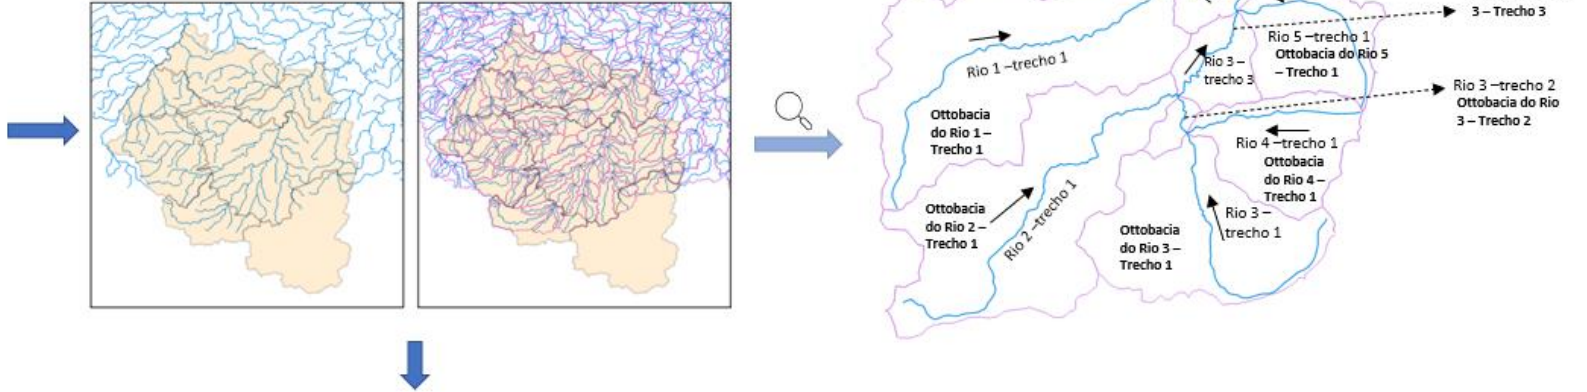 3 – Trecho 3
Rio 1 –trecho 1
Rio 5 –trecho 1
Ottobacia do Rio 5
– Trecho 1
Rio 3 –
trecho 3
Rio 3 –trecho 2
Ottobacia do Rio
3 – Trecho 2
Ottobacia
do Rio 1 –
Trecho 1
Rio 4 –trecho 1
Ottobacia
do Rio 4 –
Trecho 1
Ottobacia
do Rio 2 –
Trecho 1
Rio 2 –trecho 1
Ottobacia
do Rio 3 –
Trecho 1
Rio 3 –
trecho 1